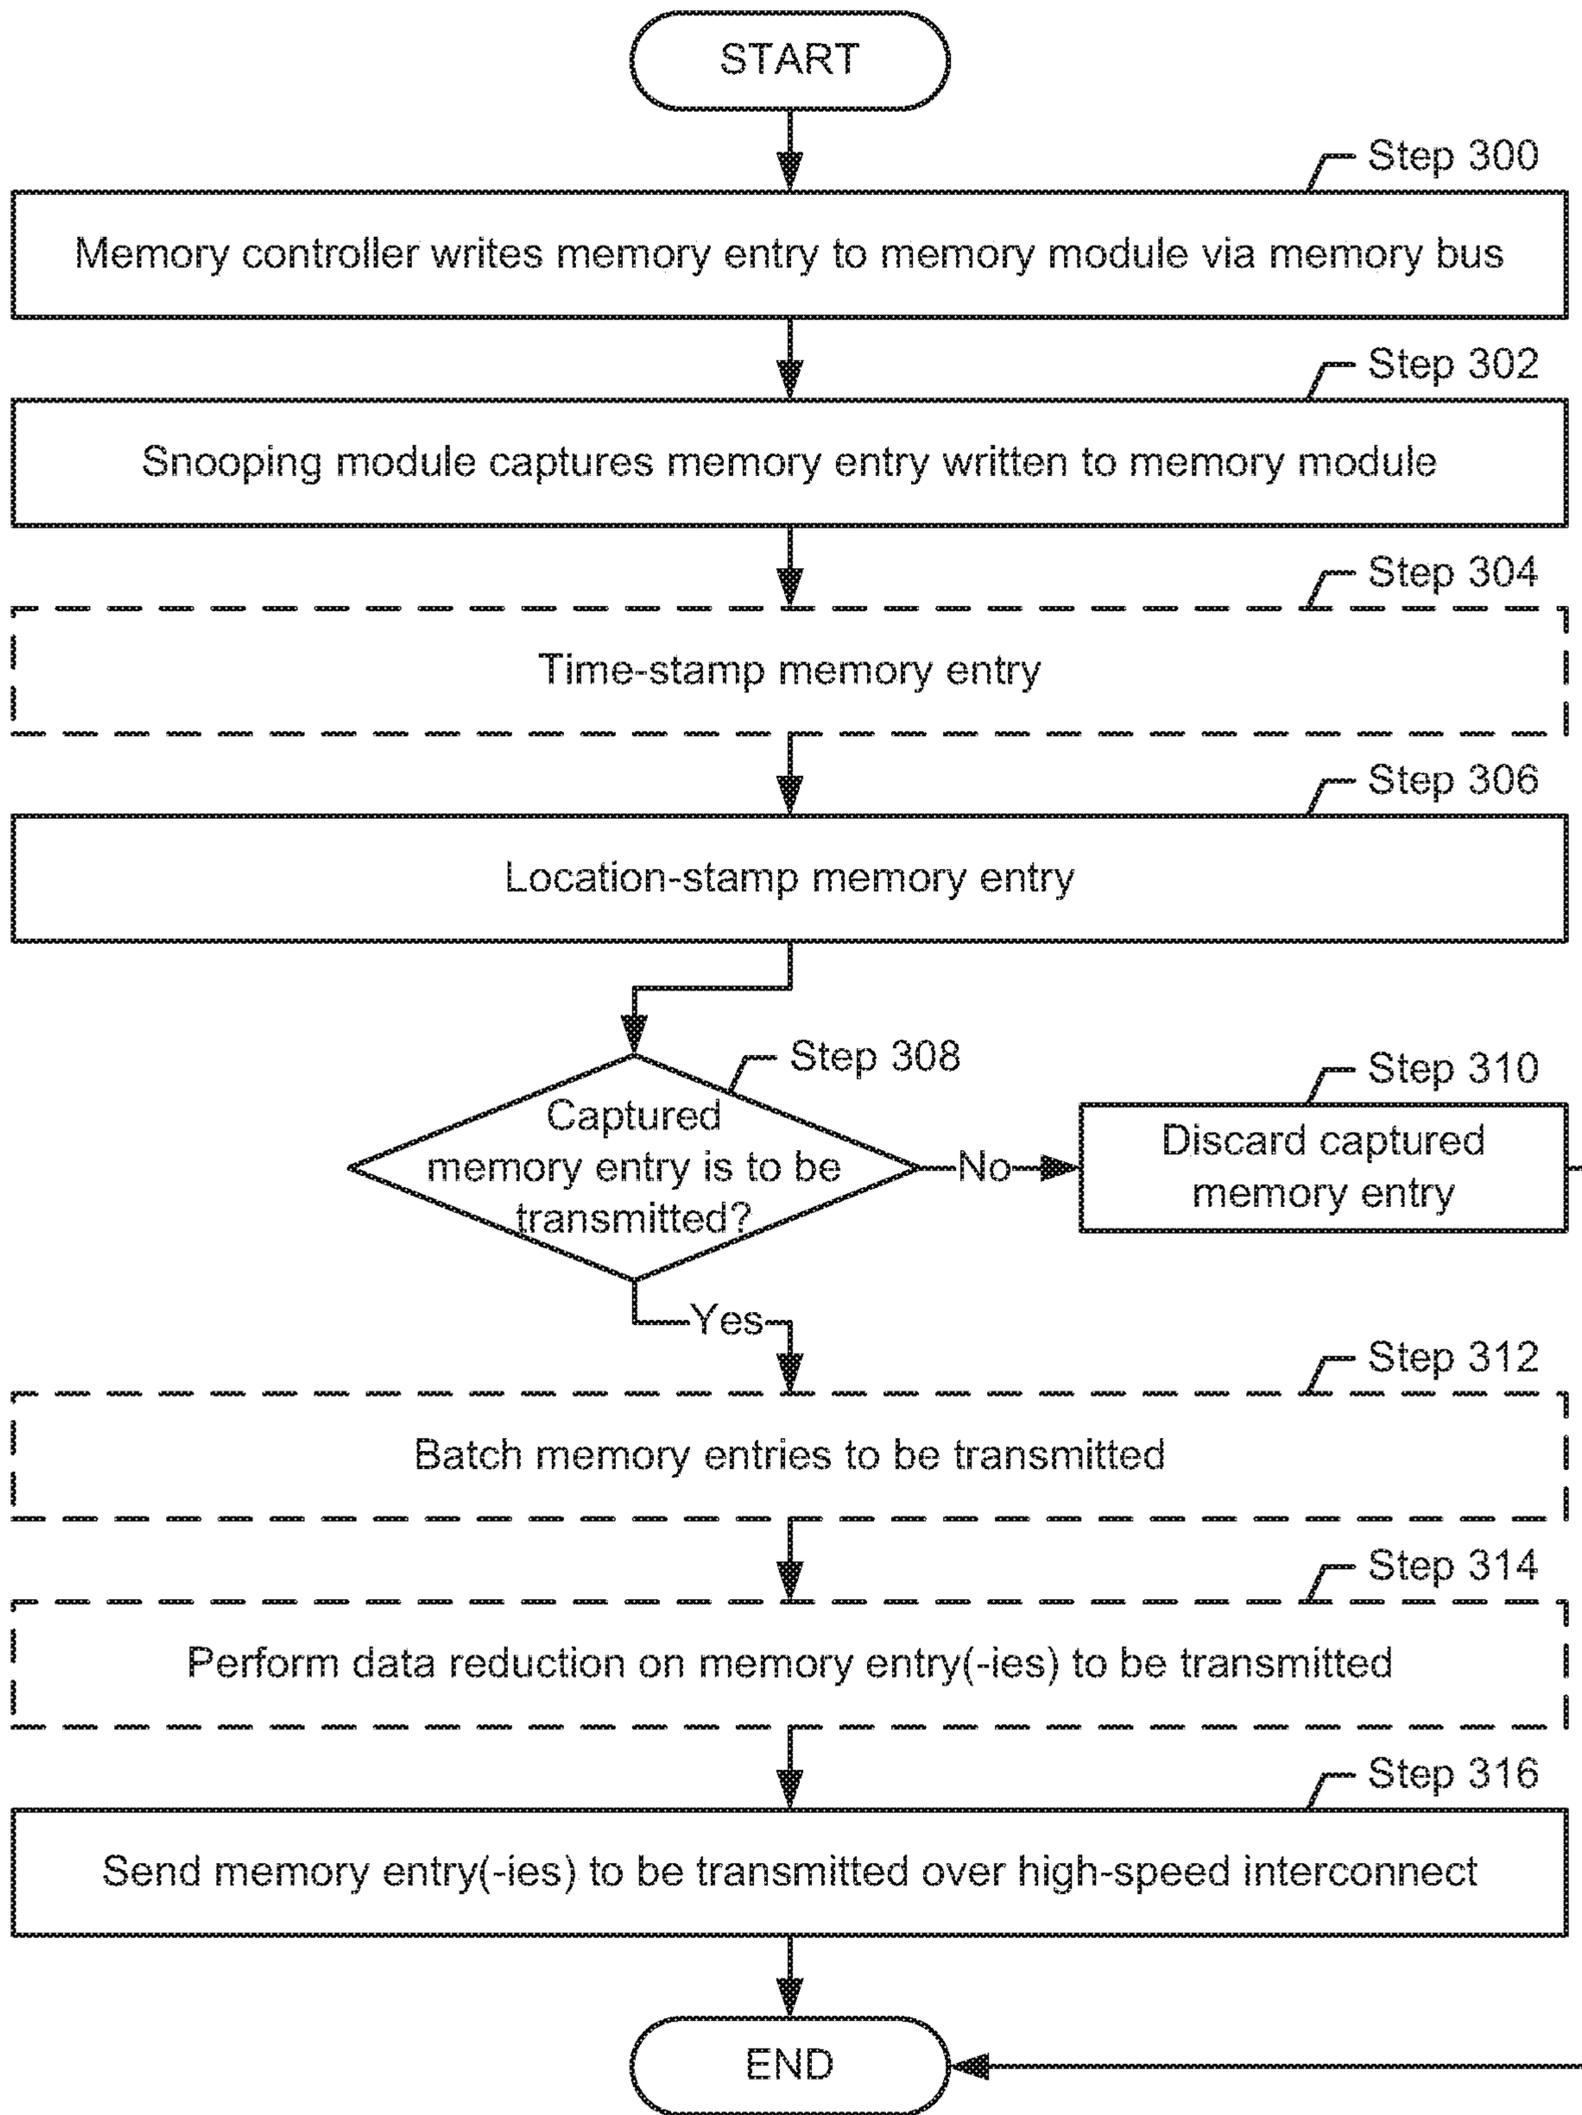 START
Step 300
Memory controller writes memory entry to memory module via memory bus
Step 302
Snooping module captures memory entry written to memory module
Step 304
Time-stamp memory entry
Step 306
Location-stamp memory entry
Step 308
Captured
memory entry is to be
transmitted?
No
Step 310
Discard captured
memory entry
Yes
Step 312
Batch memory entries to be transmitted
Step 314
Perform data reduction on memory entry(-ies) to be transmitted
Step 316
Send memory entry(-ies) to be transmitted over high-speed interconnect
END